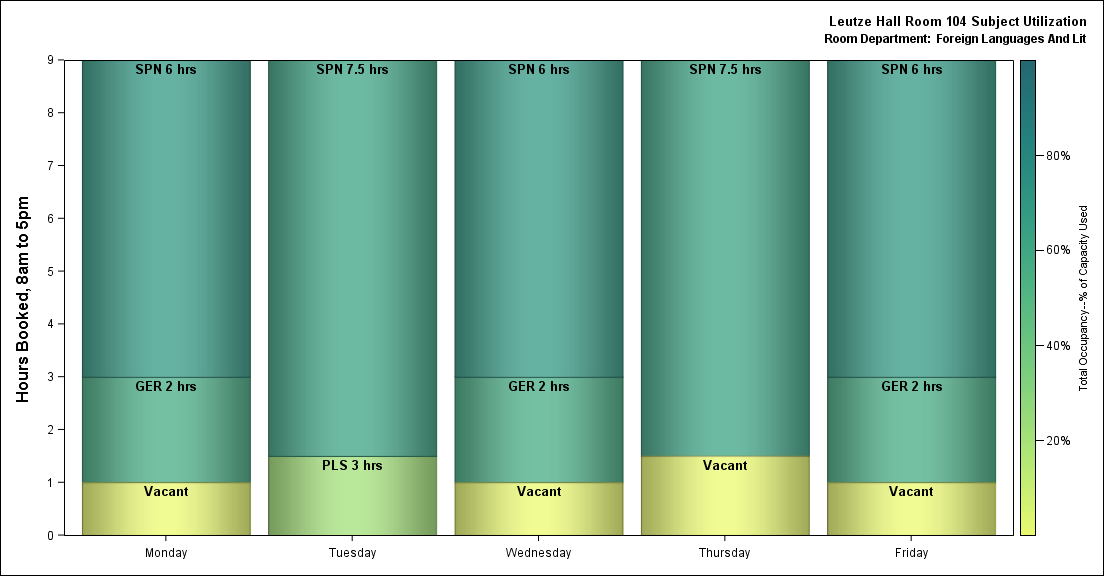 Leutze Hall Room 104 Subject Utilization
Room Department: Foreign Languages And Lit
Hours Booked, 8am to 5pm
9
8
7
6
5
4
3
2
1
0
SPN 6 hrs
GER 2 hrs
Vacant
Monday
SPN 7.5 hrs
PLS 3 hrs
Tuesday
SPN 6 hrs
GER 2 hrs
Vacant
Wednesday
SPN 7.5 hrs
Vacant
Thursday
SPN 6 hrs
GER 2 hrs
Vacant
Friday
80%
60%
40%
20%
Total Occupancy--% of Capacity Used